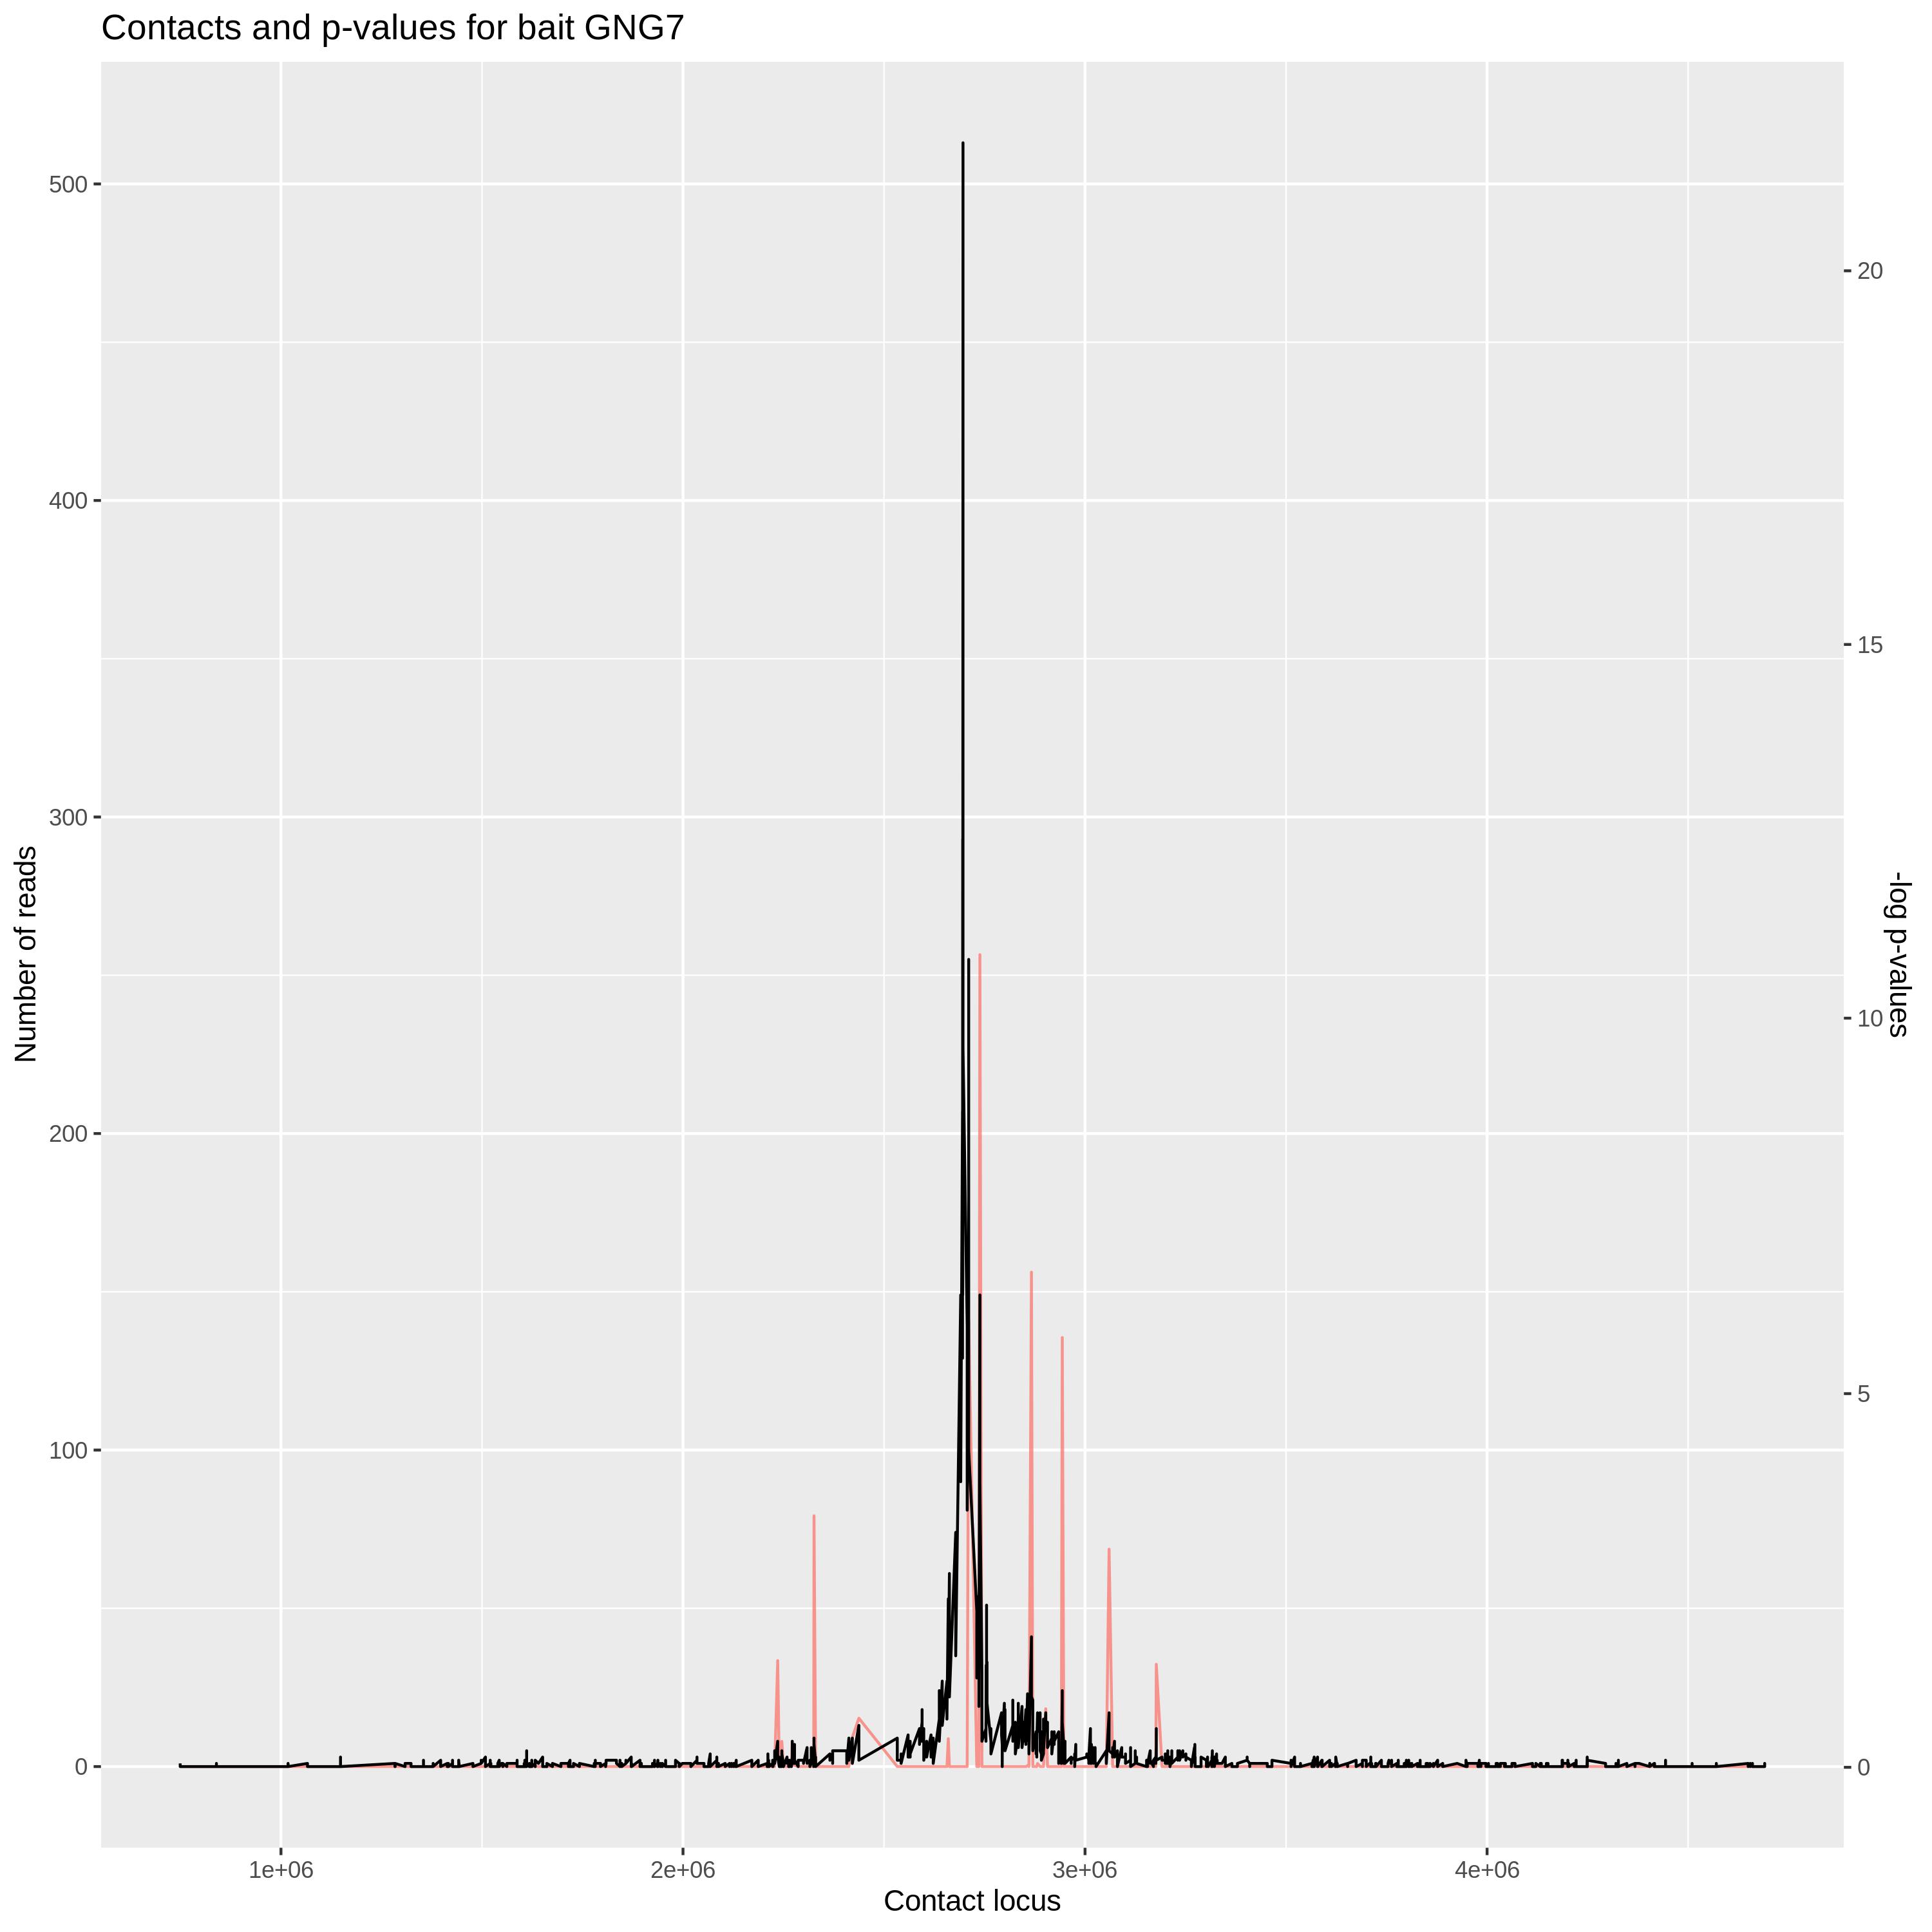 Contacts and p-values for bait GNG7
Number of reads
500
400
300
200
100
0
20
15
10
5
0
-log p-values
1e+06
2e+06
3e+06
4e+06
Contact locus